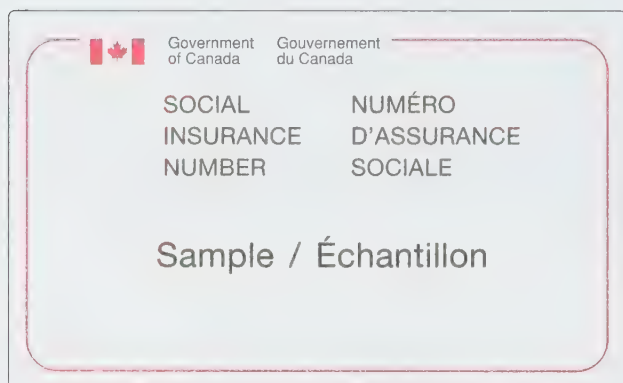 Government Gouvernement
of Canada du Canada
SOCIAL NUMÉRO
INSURANCE D'ASSURANCE
NUMBER SOCIALE
Sample / Échantillon